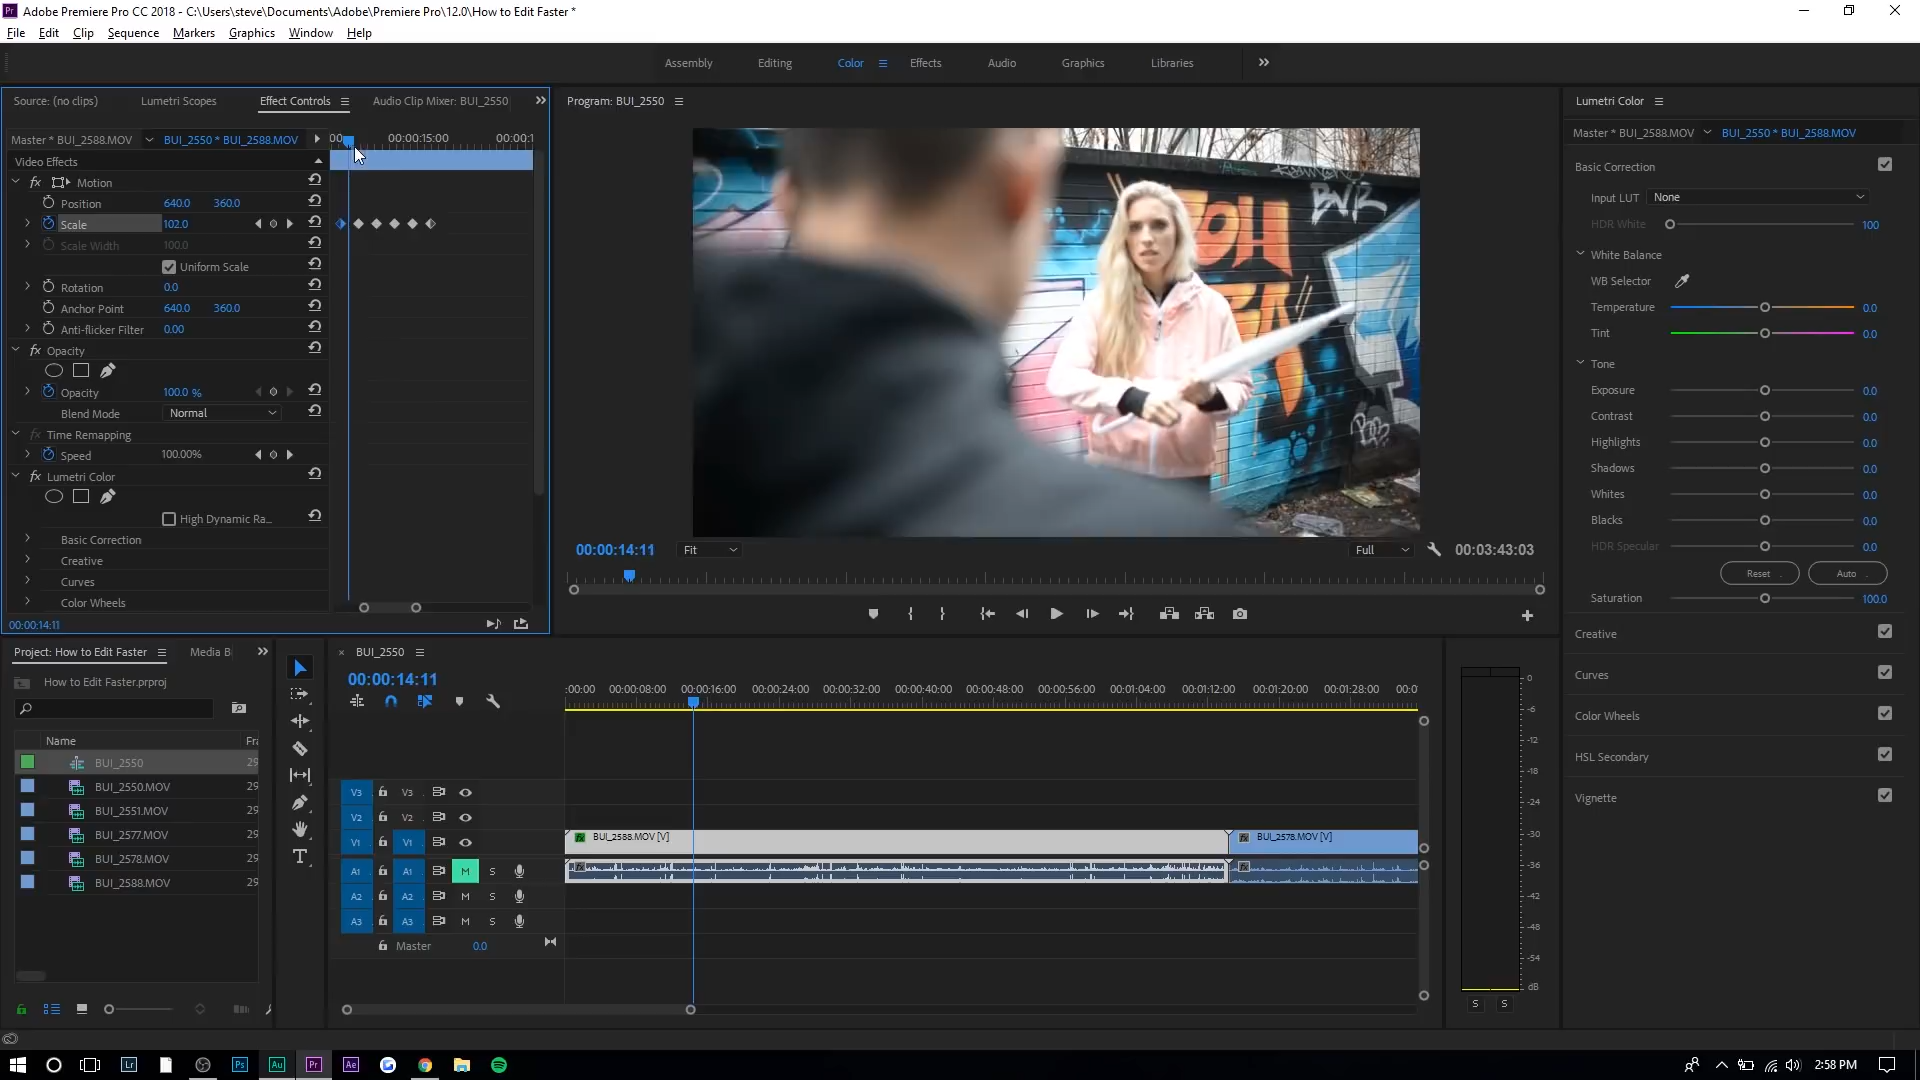 Pr Adobe Premiere Pro CC 2018 - C:\Users\steve\Documents\Adobe\Premiere Pro\12.0\How to Edit Faster *
File Edit Clip Sequence Markers Graphics Window Help
Assembly Editing Color Effects Audio Graphics Libraries
Source: (no clips) Lumetri Scopes Effect Controls Audio Clip Mixer: BUI_2550
Master * BUI_2588.MOV BUI_2550 * BUI_2588.MOV 00:00:15:00
Video Effects
fx Motion
Position 640.0 360.0
Scale 102.0
Scale Width 100.0
Uniform Scale
Rotation 0.0
Anchor Point 640.0 360.0
Anti-flicker Filter 0.00
fx Opacity
Opacity 100.0 %
Blend Mode Normal
fx Time Remapping
Speed 100.00%
fx Lumetri Color
High Dynamic Ra...
Basic Correction
Creative
Curves
Color Wheels
00:00:14:11
Program: BUI_2550
00:00:14:11 Fit Full 00:03:43:03
Lumetri Color
Master * BUI_2588.MOV BUI_2550 * BUI_2588.MOV
Basic Correction
Input LUT None
HDR White 100
White Balance
WB Selector
Temperature 0.0
Tint 0.0
Tone
Exposure 0.0
Contrast 0.0
Highlights 0.0
Shadows 0.0
Whites 0.0
Blacks 0.0
HDR Specular 0.0
Reset Auto
Saturation 100.0
Creative
Curves
Color Wheels
HSL Secondary
Vignette
Project: How to Edit Faster Media B
How to Edit Faster.prproj
Name Fra
BUI_2550 29
BUI_2550.MOV 29
BUI_2551.MOV 29
BUI_2577.MOV 29
BUI_2578.MOV 29
BUI_2588.MOV 29
BUI_2550
00:00:14:11
:00:00 00:00:08:00 00:00:16:00 00:00:24:00 00:00:32:00 00:00:40:00 00:00:48:00 00:00:56:00 00:01:04:00 00:01:12:00 00:01:20:00 00:01:28:00
V3 V3
V2 V2
V1 V1 fx BUI_2588.MOV [V] fx BUI_2578.MOV [V]
A1 A1 M S
A2 A2 M S
A3 A3 M S
Master 0.0
0
-6
-12
-18
-24
-30
-36
-42
-48
-54
dB
S S
Lr Ps Au Pr Ae 2:58 PM